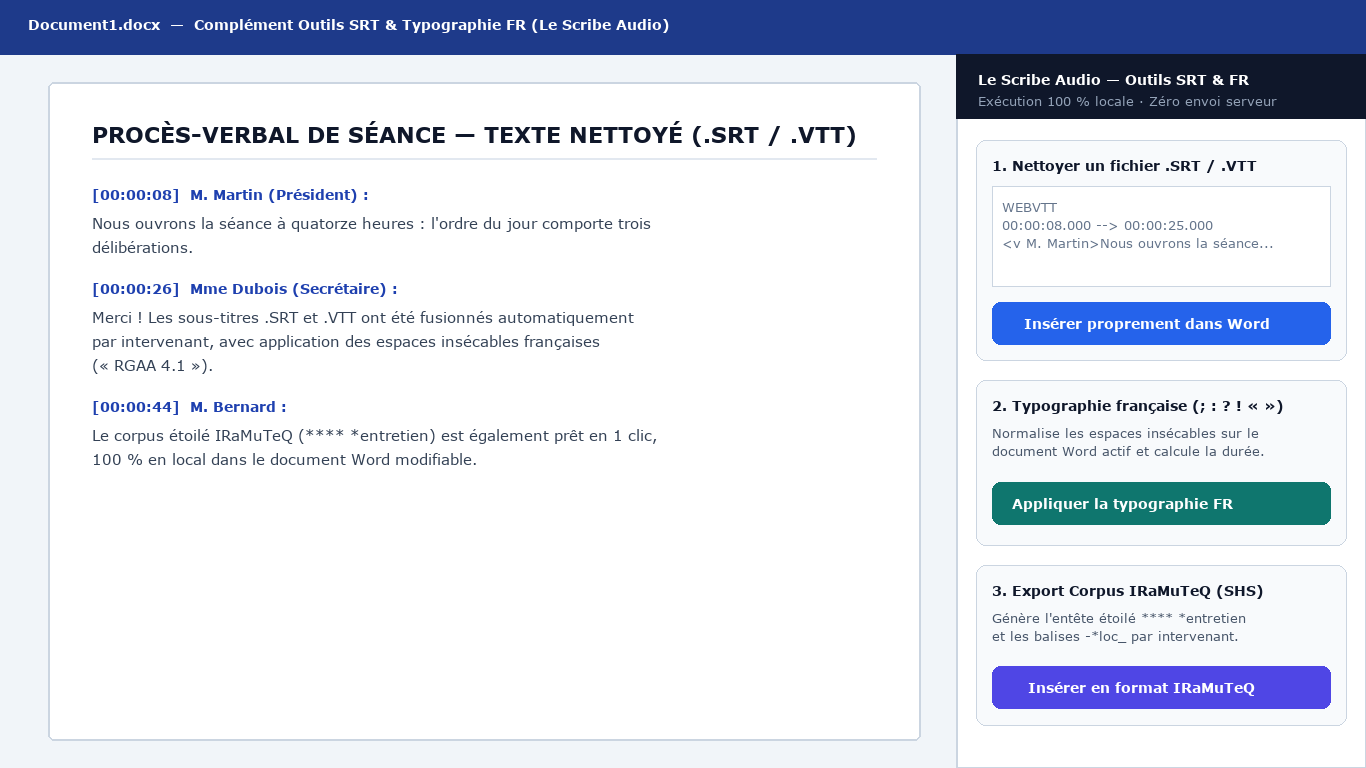 Document1.docx — Complément Outils SRT & Typographie FR (Le Scribe Audio)
PROCÈS-VERBAL DE SÉANCE — TEXTE NETTOYÉ (.SRT / .VTT)
[00:00:08] M. Martin (Président) :
Nous ouvrons la séance à quatorze heures : l'ordre du jour comporte trois
délibérations.
[00:00:26] Mme Dubois (Secrétaire) :
Merci ! Les sous-titres .SRT et .VTT ont été fusionnés automatiquement
par intervenant, avec application des espaces insécables françaises
(« RGAA 4.1 »).
[00:00:44] M. Bernard :
Le corpus étoilé IRaMuTeQ (**** *entretien) est également prêt en 1 clic,
100 % en local dans le document Word modifiable.
Le Scribe Audio — Outils SRT & FR
Exécution 100 % locale · Zéro envoi serveur
1. Nettoyer un fichier .SRT / .VTT
WEBVTT
00:00:08.000 --> 00:00:25.000
<v M. Martin>Nous ouvrons la séance...
Insérer proprement dans Word
2. Typographie française (; : ? ! « »)
Normalise les espaces insécables sur le
document Word actif et calcule la durée.
Appliquer la typographie FR
3. Export Corpus IRaMuTeQ (SHS)
Génère l'entête étoilé **** *entretien
et les balises -*loc_ par intervenant.
Insérer en format IRaMuTeQ